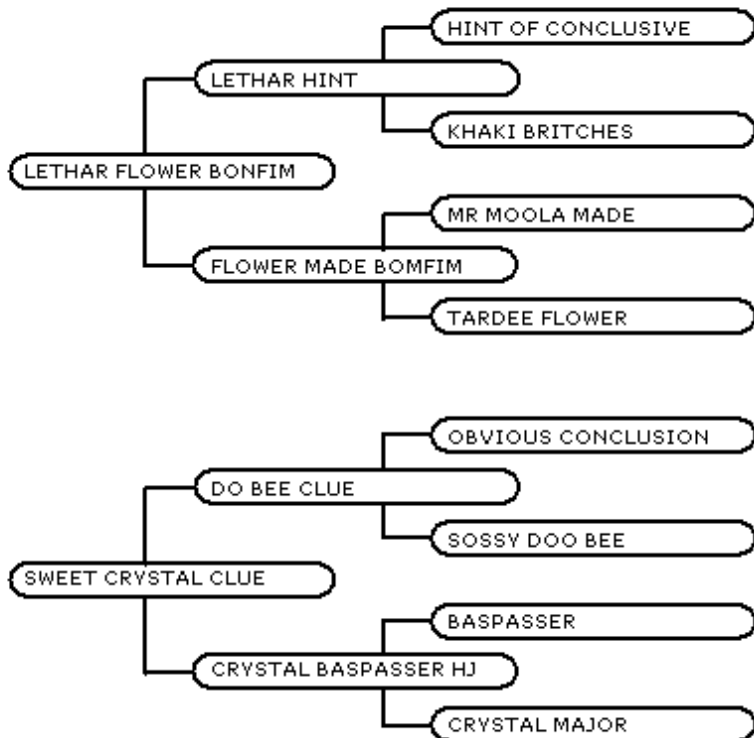 HINT OF CONCLUSIVE
LETHAR HINT
KHAKI BRITCHES
LETHAR FLOWER BONFIM
MR MOOLA MADE
FLOWER MADE BOMFIM
TARDEE FLOWER
OBVIOUS CONCLUSION
DO BEE CLUE
SOSSY DOO BEE
SWEET CRYSTAL CLUE
BASPASSER
CRYSTAL BASPASSER HJ
CRYSTAL MAJOR